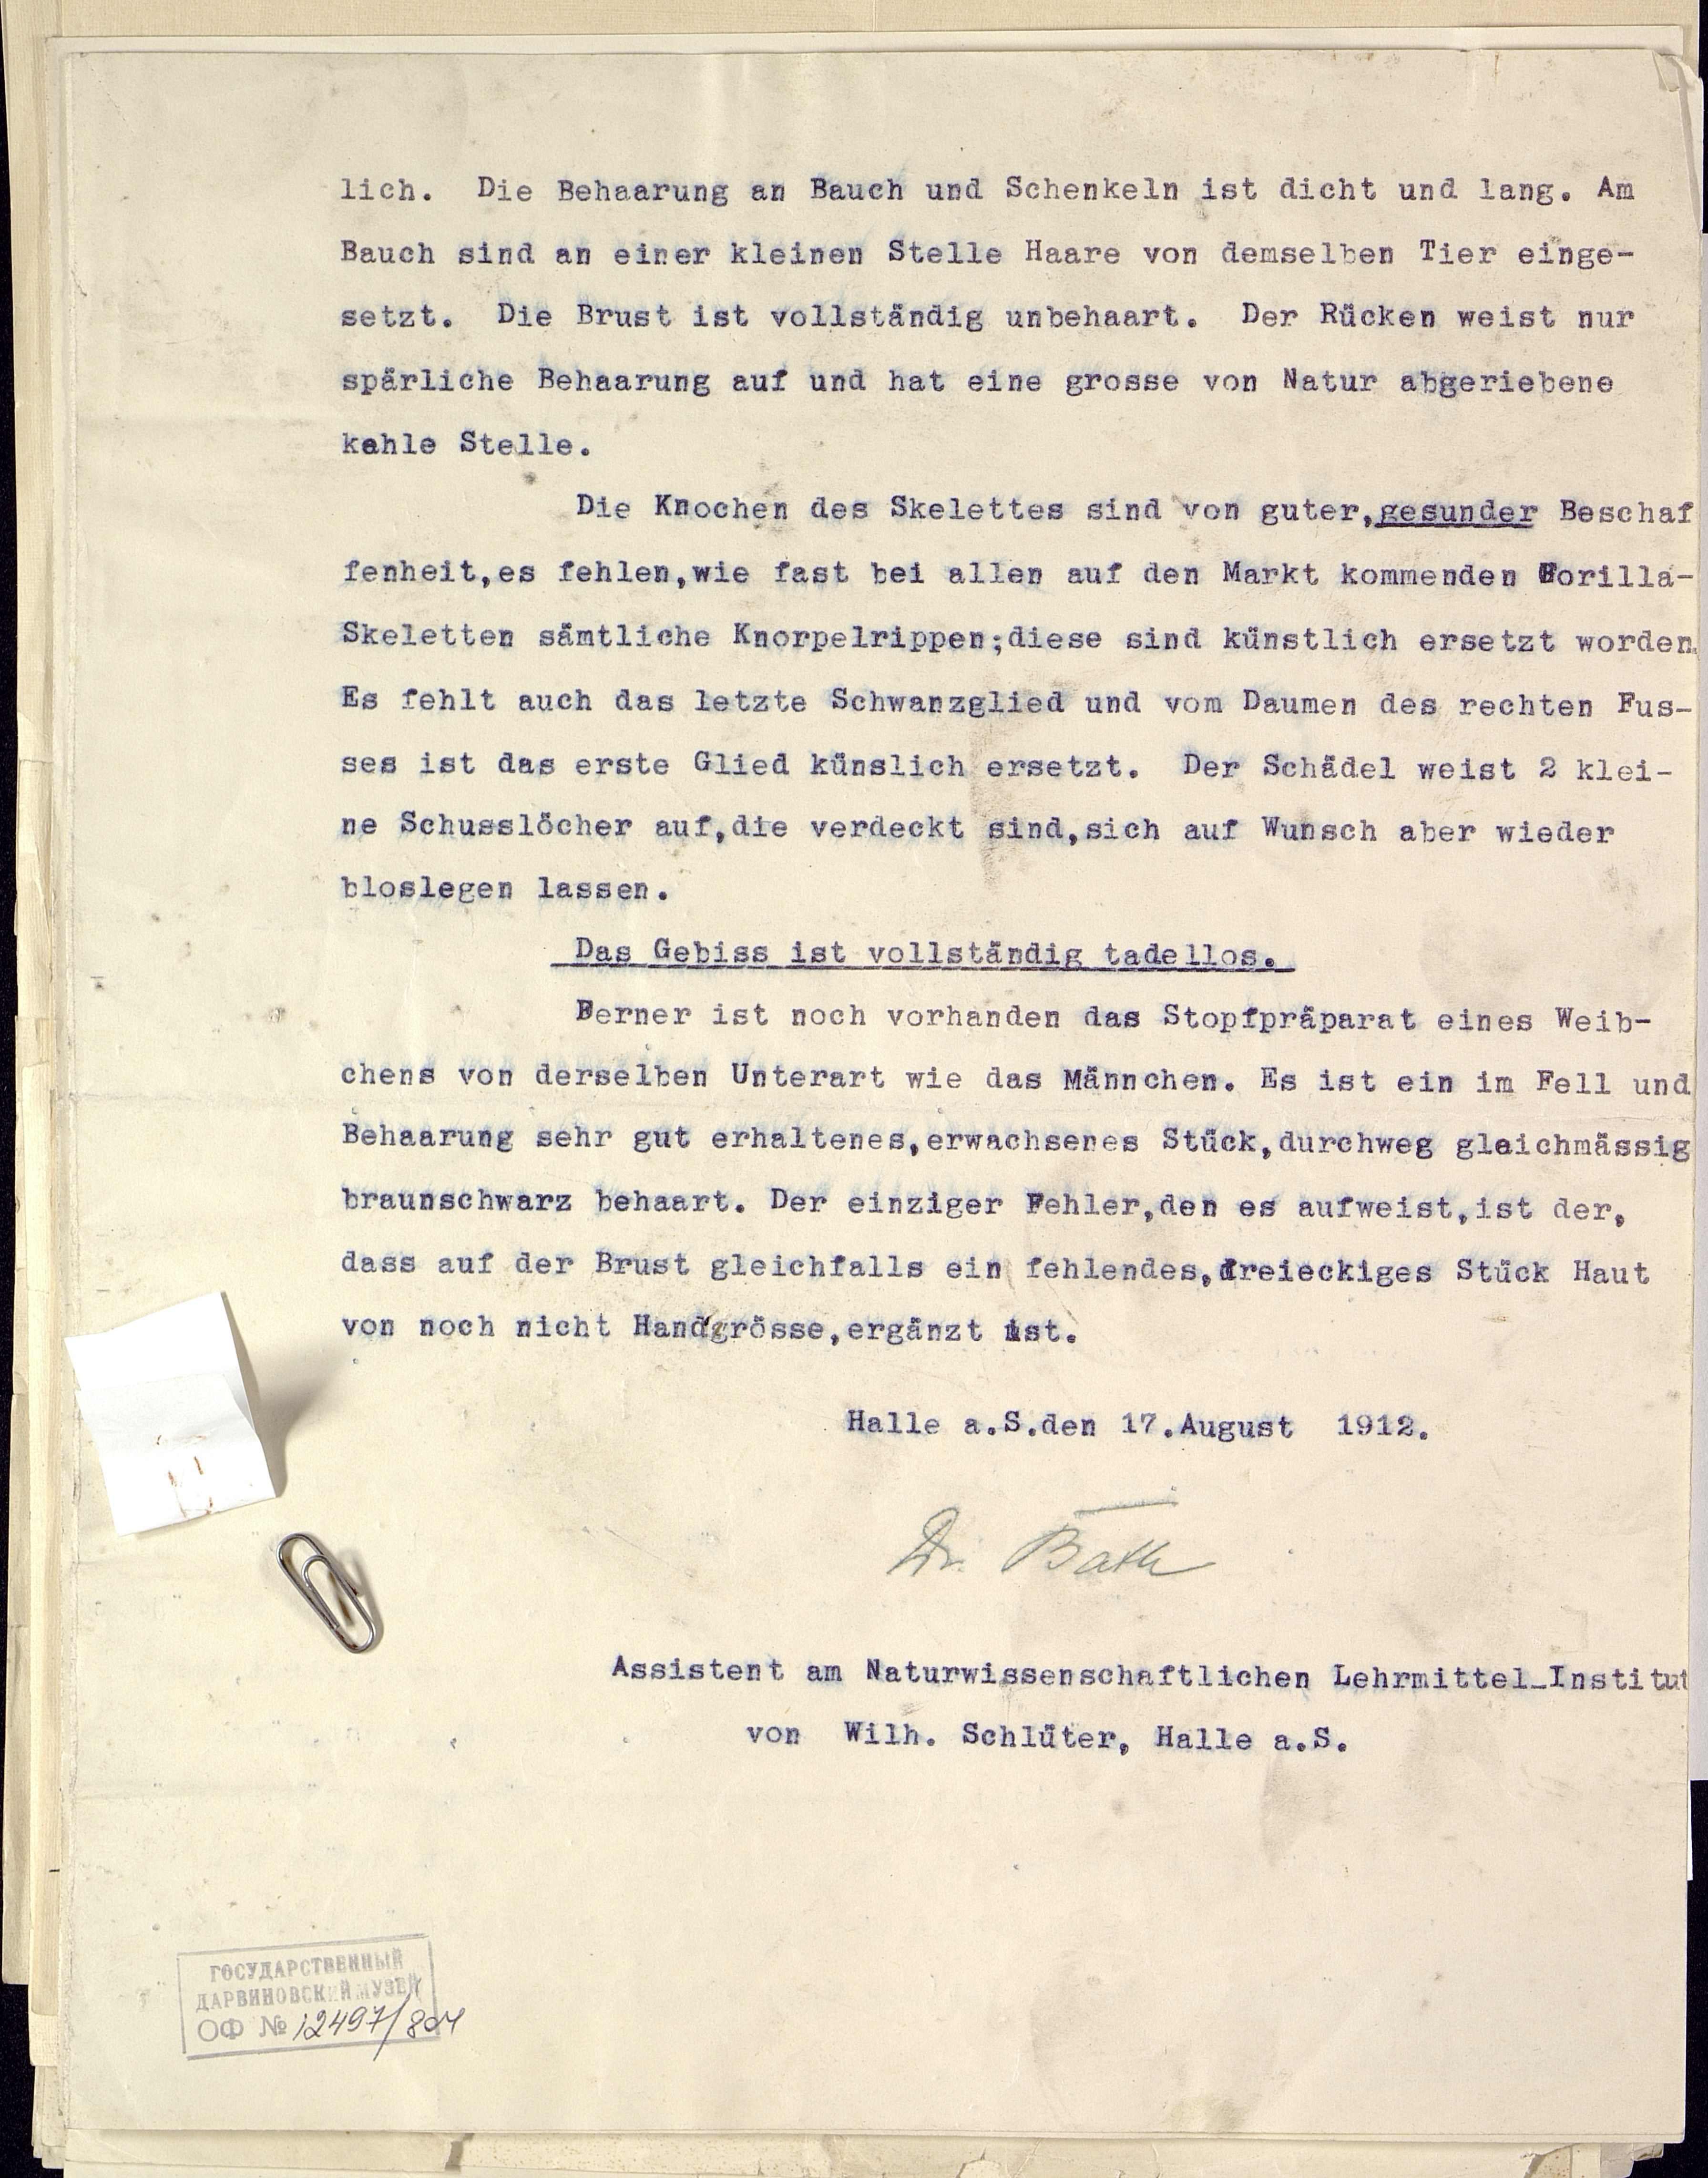 lich.  Die Behaarung an Bauch und Schenkeln ist dicht und lang. Am
Bauch sind an einer kleinen Stelle Haare von demselben Tier einge-
setzt.  Die Brust ist vollständig unbehaart.  Der Rücken weist nur
spärliche Behaarung auf und hat eine grosse von Natur abgeriebene
kahle Stelle.
Die Knochen des Skelettes sind von guter,gesunder Beschaf
fenheit,es fehlen,wie fast bei allen auf den Markt kommenden Gorilla-
Skeletten sämtliche Knorpelrippen;diese sind künstlich ersetzt worden.
Es fehlt auch das letzte Schwanzglied und vom Daumen des rechten Fus-
ses ist das erste Glied künslich ersetzt.  Der Schädel weist 2 klei-
ne Schusslöcher auf,die verdeckt sind,sich auf Wunsch aber wieder
bloslegen lassen.
Das Gebiss ist vollständig tadellos.
Ferner ist noch vorhanden das Stopfpräparat eines Weib-
chens von derselben Unterart wie das Männchen. Es ist ein im Fell und
Behaarung sehr gut erhaltenes,erwachsenes Stück,durchweg gleichmässig
braunschwarz behaart. Der einziger Fehler,den es aufweist,ist der,
dass auf der Brust gleichfalls ein fehlendes,dreieckiges Stück Haut
von noch nicht Handgrösse,ergänzt ist.
Halle a.S.den 17.August  1912.
Dr. Bath
Assistent am Naturwissenschaftlichen Lehrmittel-Institut
von  Wilh. Schlüter, Halle a.S.
ГОСУДАРСТВЕННЫЙ
ДАРВИНОВСКИЙ МУЗЕЙ
ОФ № 12497/804